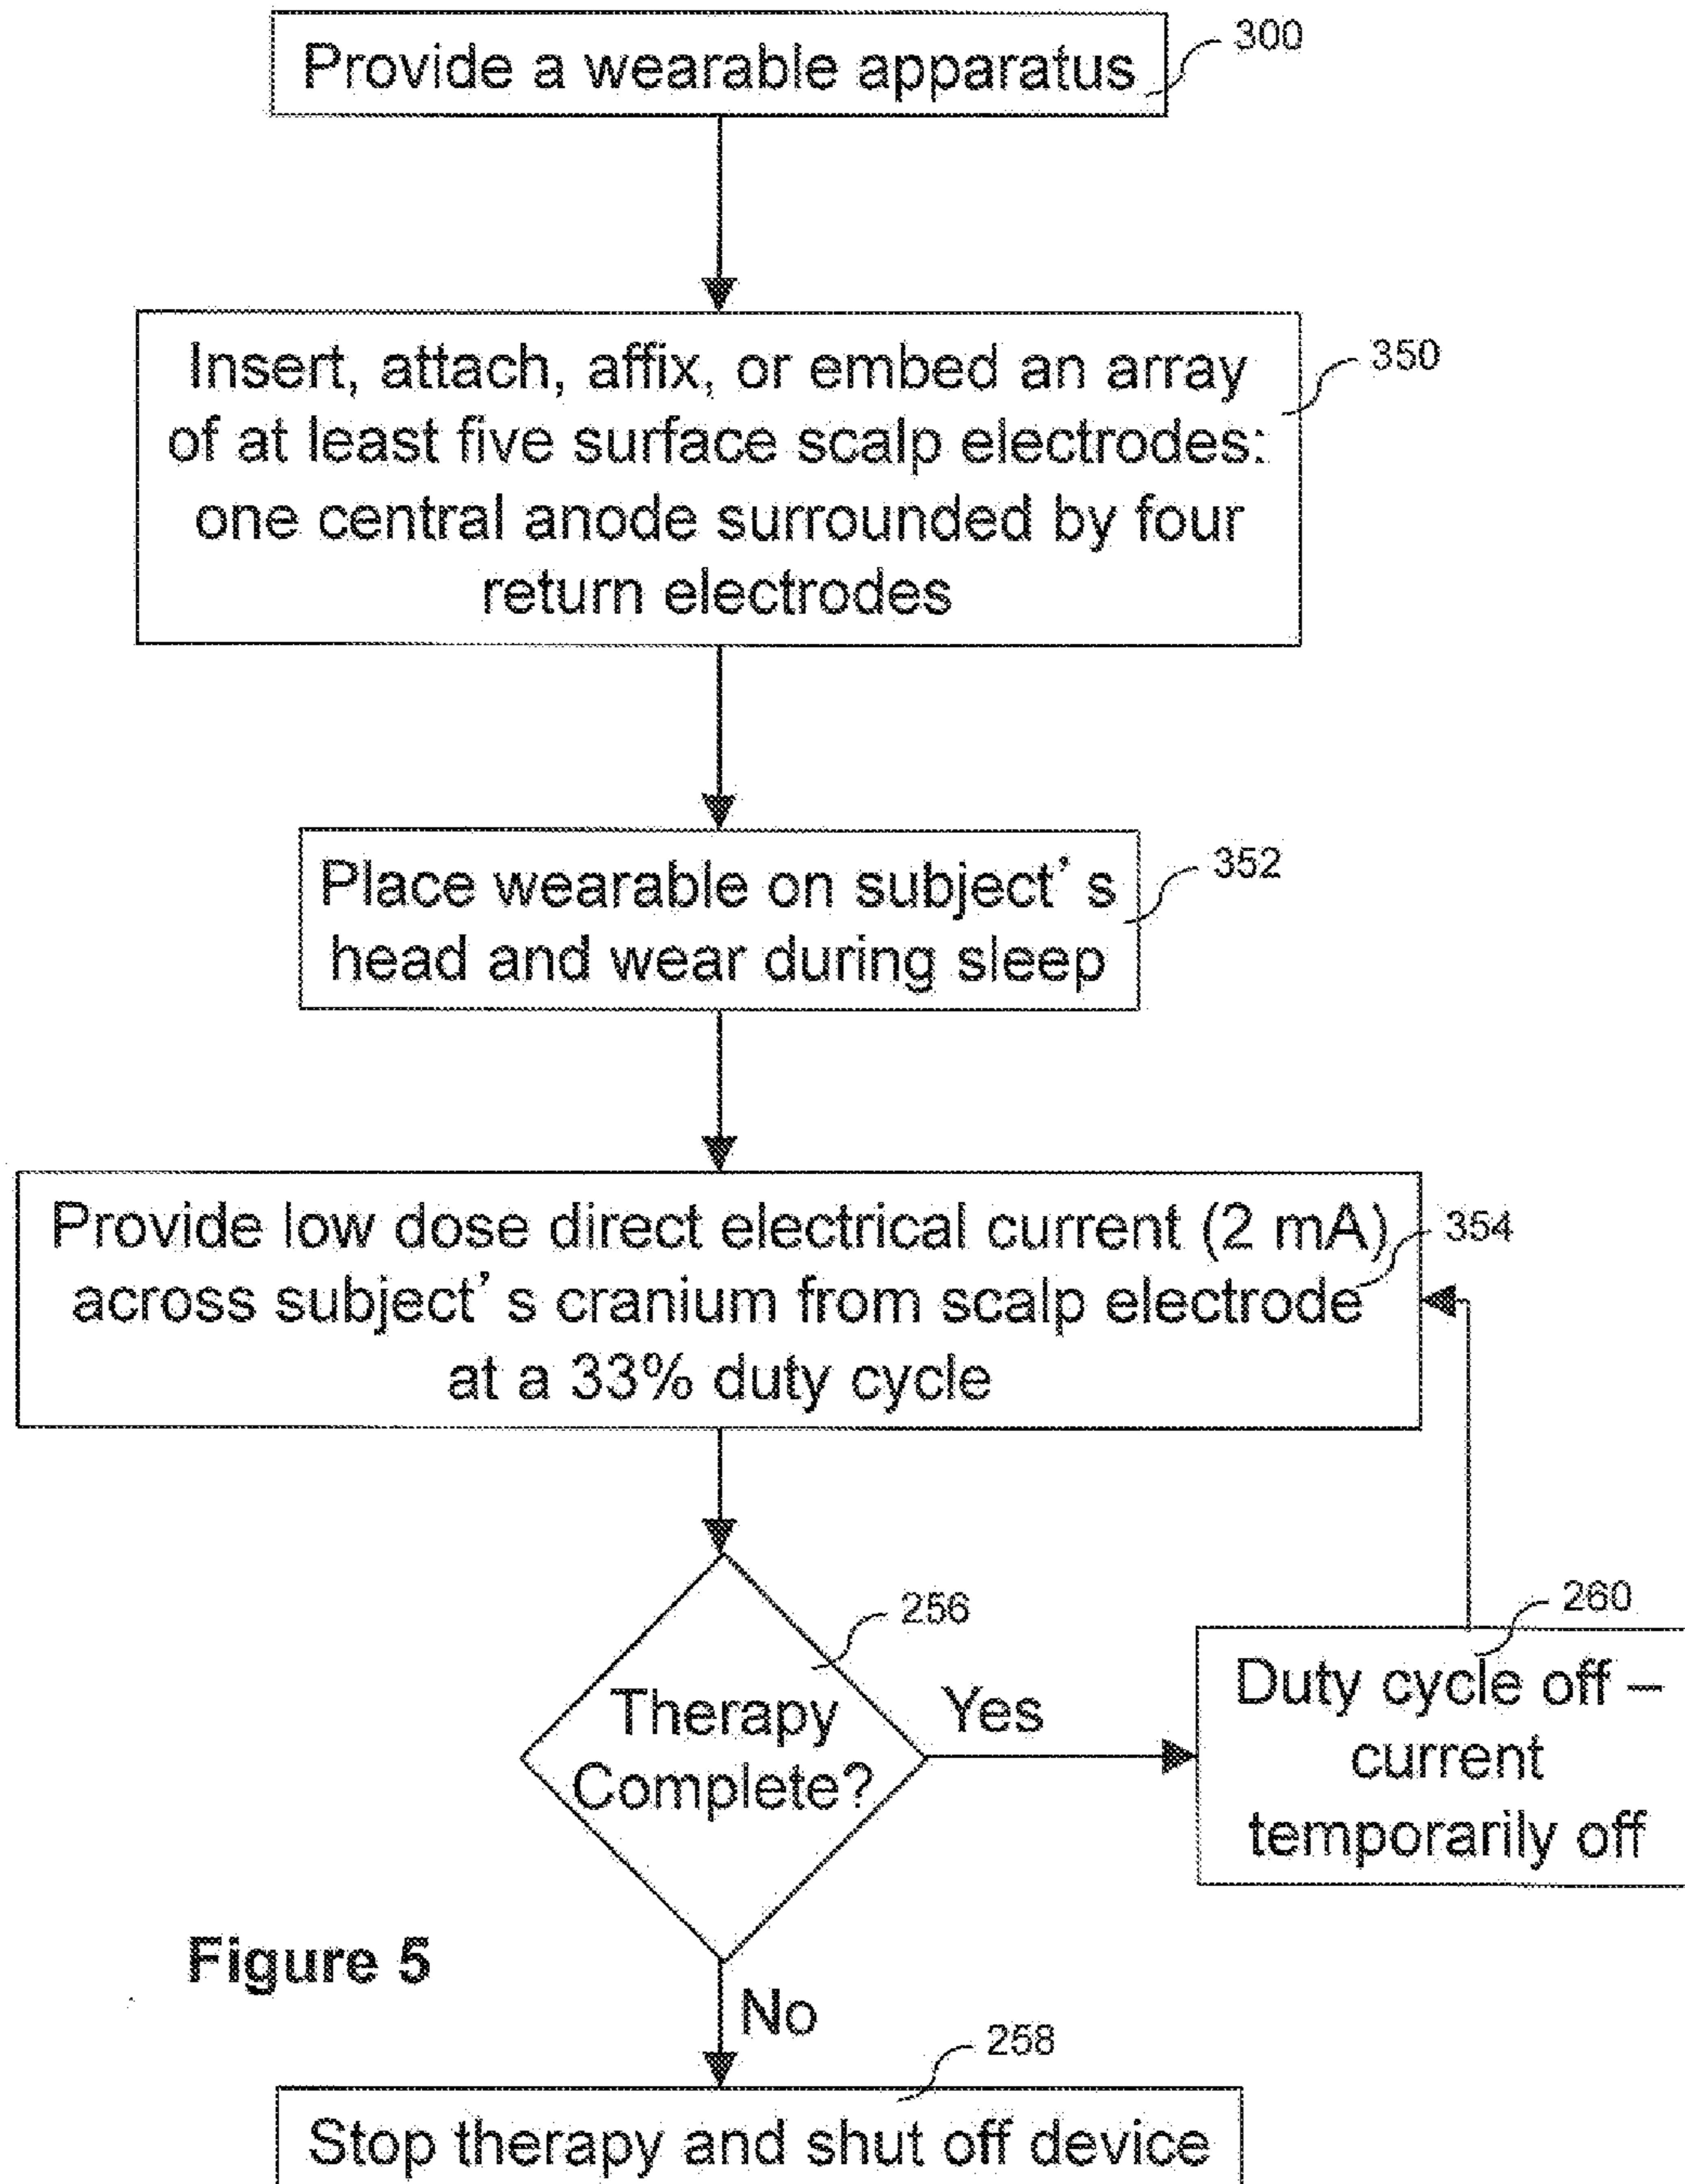 Provide a wearable apparatus
300
Insert, attach, affix, or embed an array
of at least five surface scalp electrodes:
one central anode surrounded by four
return electrodes
350
Place wearable on subject's
head and wear during sleep
352
Provide low dose direct electrical current (2 mA)
across subject's cranium from scalp electrode
at a 33% duty cycle
354
Therapy
Complete?
256
Yes
Duty cycle off –
current
temporarily off
260
No
Stop therapy and shut off device
258
Figure 5